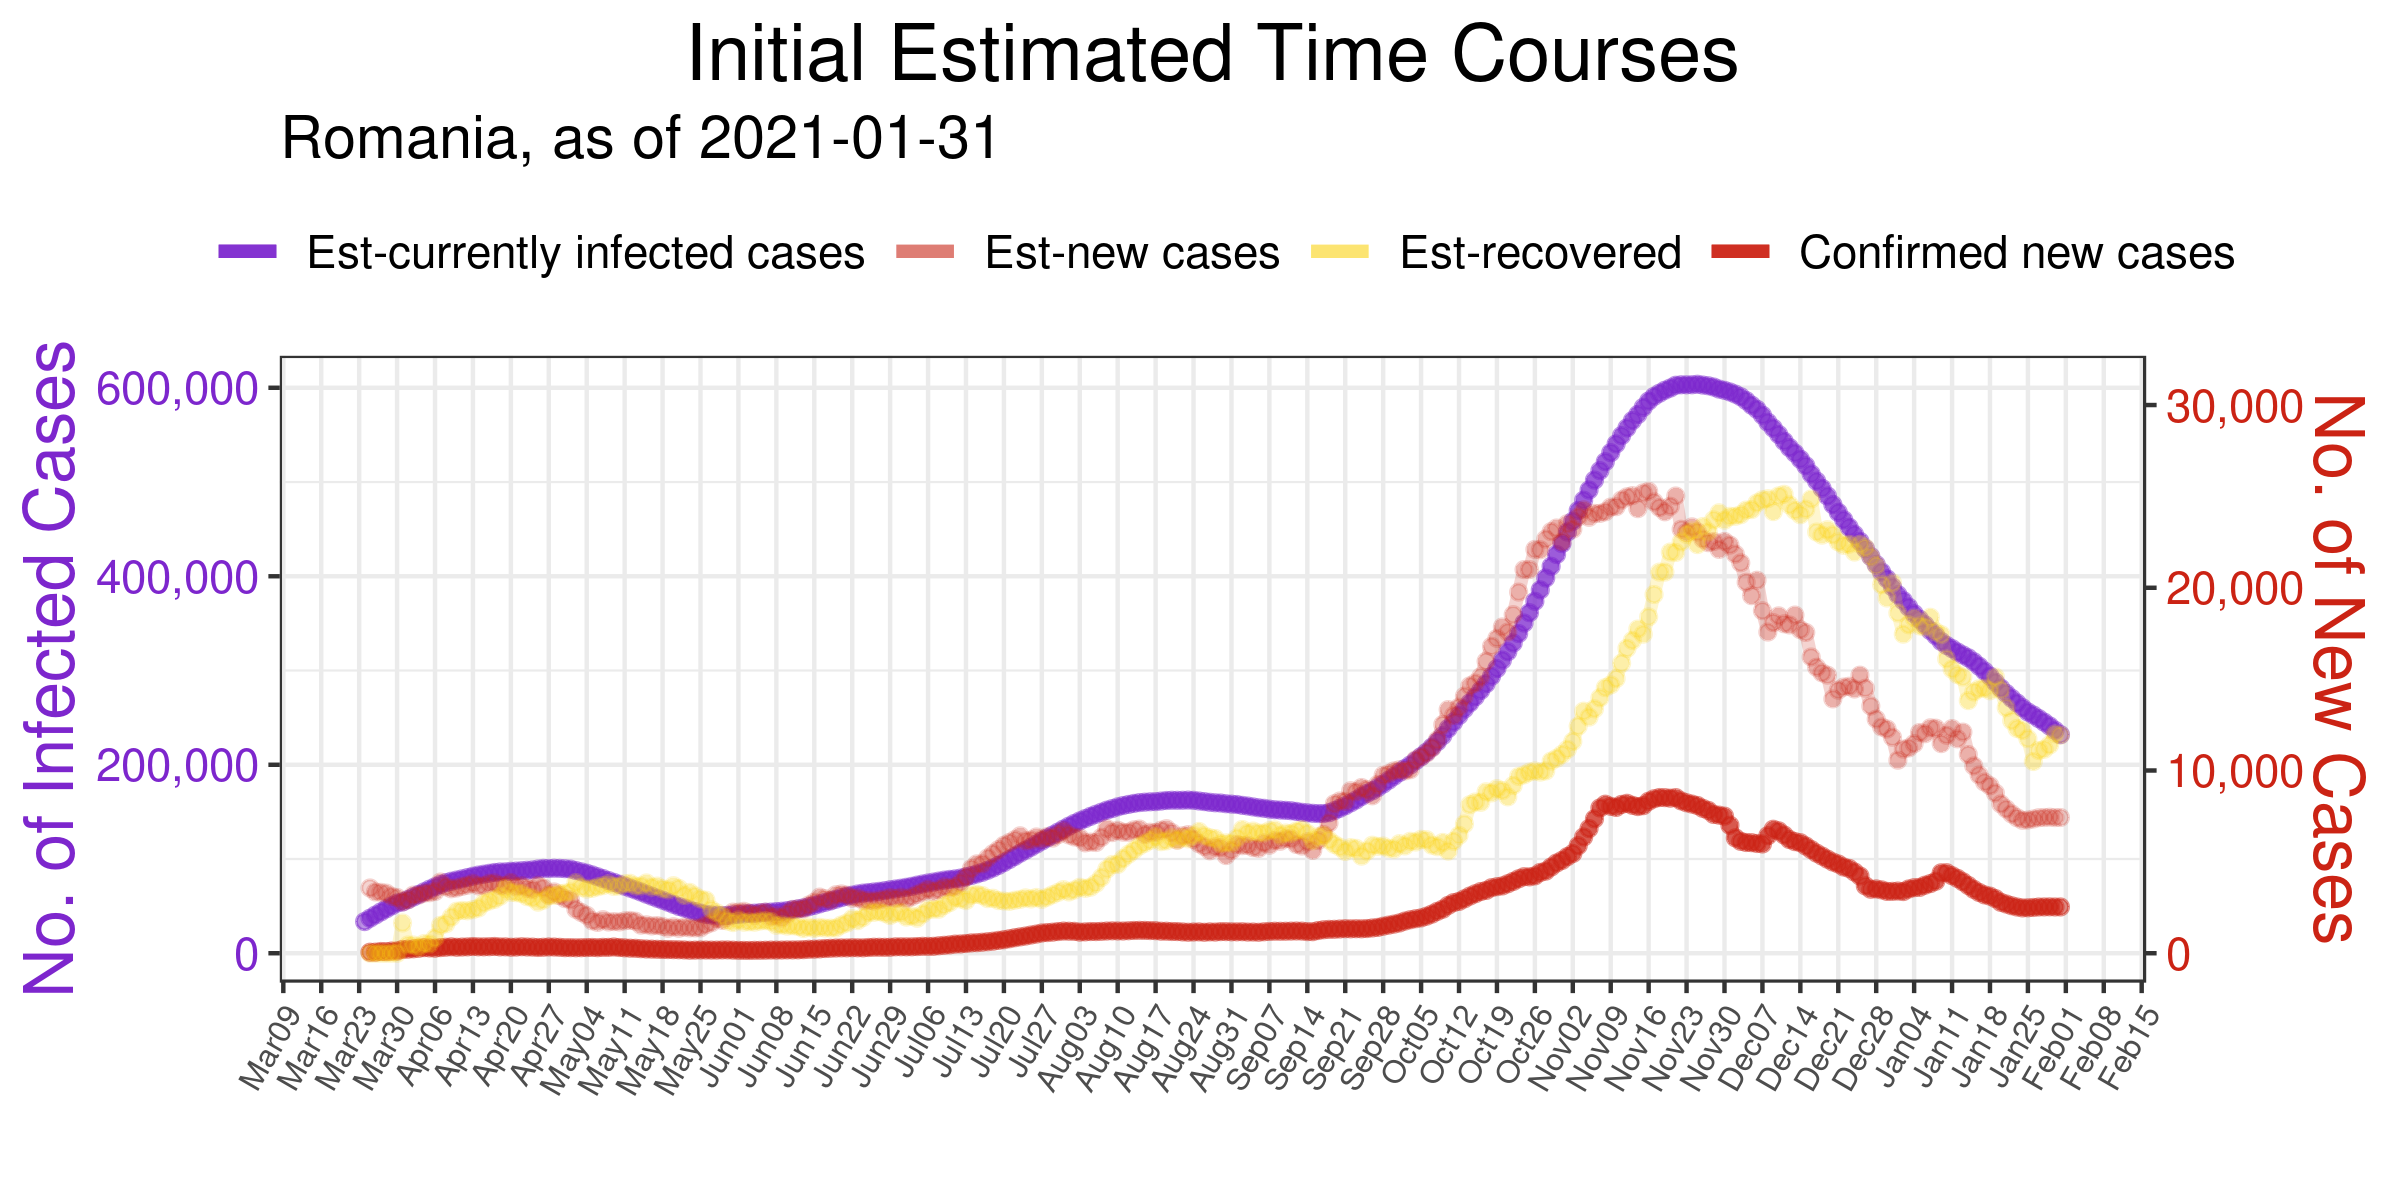 Initial Estimated Time Courses
Romania, as of 2021-01-31
Est-currently infected cases Est-new cases Est-recovered Confirmed new cases
No. of Infected Cases
600,000
400,000
200,000
0
30,000
20,000
10,000
0
No. of New Cases
Mar09 Mar16 Mar23 Mar30 Apr06 Apr13 Apr20 Apr27 May04 May11 May18 May25 Jun01 Jun08 Jun15 Jun22 Jun29 Jul06 Jul13 Jul20 Jul27 Aug03 Aug10 Aug17 Aug24 Aug31 Sep07 Sep14 Sep21 Sep28 Oct05 Oct12 Oct19 Oct26 Nov02 Nov09 Nov16 Nov23 Nov30 Dec07 Dec14 Dec21 Dec28 Jan04 Jan11 Jan18 Jan25 Feb01 Feb08 Feb15